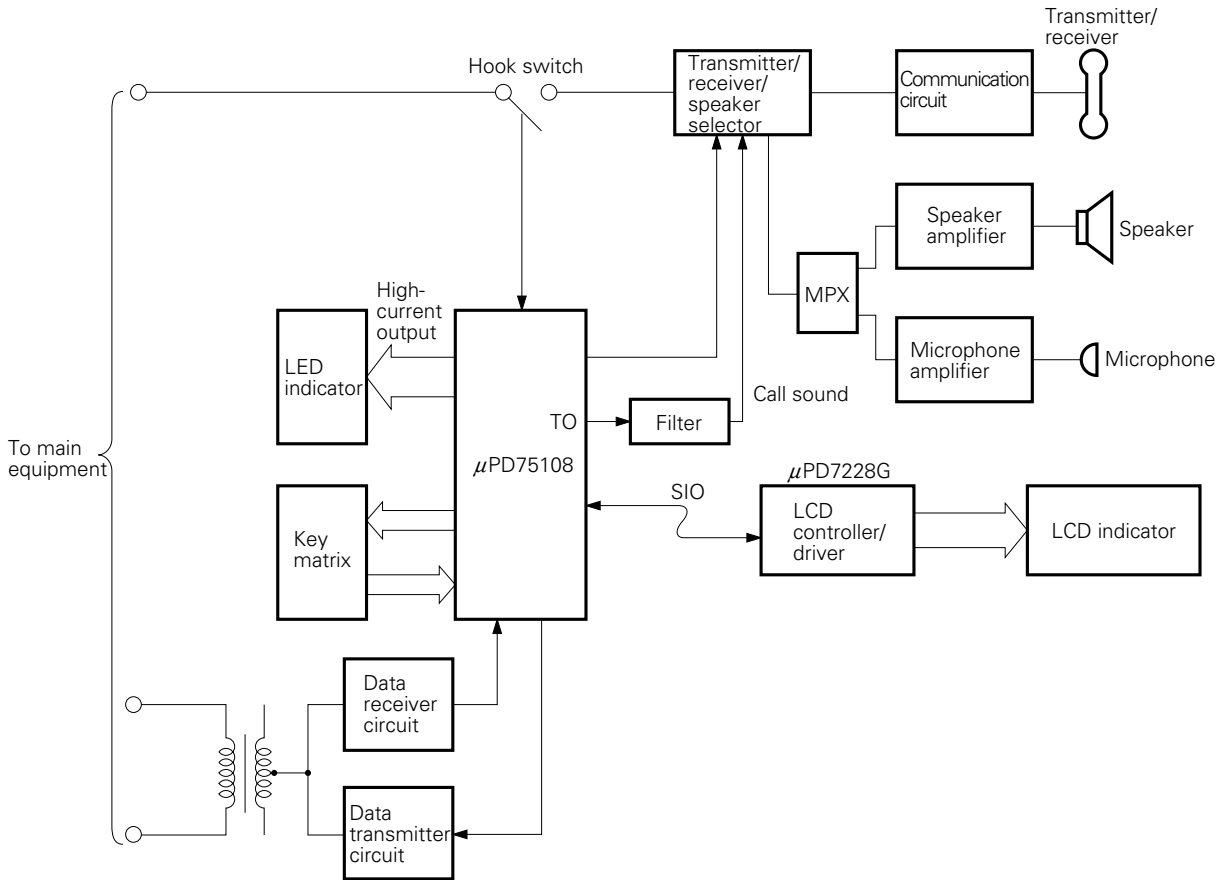 Transmitter/
receiver
Hook switch
Transmitter/
receiver/
speaker
selector
Communication
circuit
Speaker
amplifier
Speaker
MPX
High-
current
output
LED
indicator
Microphone
amplifier
Microphone
Call sound
TO
Filter
To main
equipment
μPD75108
μPD7228G
SIO
LCD
controller/
driver
LCD indicator
Key
matrix
Data
receiver
circuit
Data
transmitter
circuit